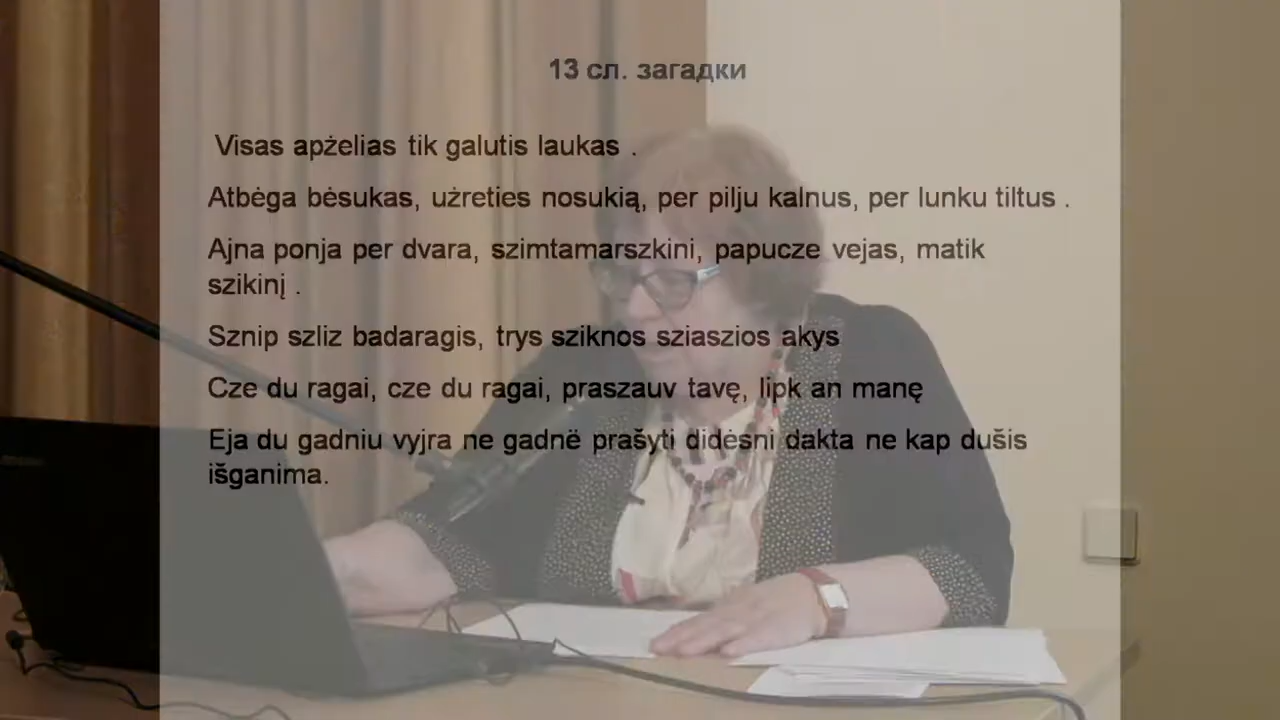 13 сл. загадки
Visas apżelias tik galutis laukas .
Atbėga bėsukas, użreties nosukią, per pilju kalnus, per lunku tiltus .
Ajna ponja per dvara, szimtamarszkini, papucze vejas, matik
szikinį .
Sznip szliz badaragis, trys sziknos sziaszios akys
Cze du ragai, cze du ragai, praszauv tavę, lipk an manę
Eja du gadniu vyjra ne gadnë prašyti didėsni dakta ne kap dušis
išganima.